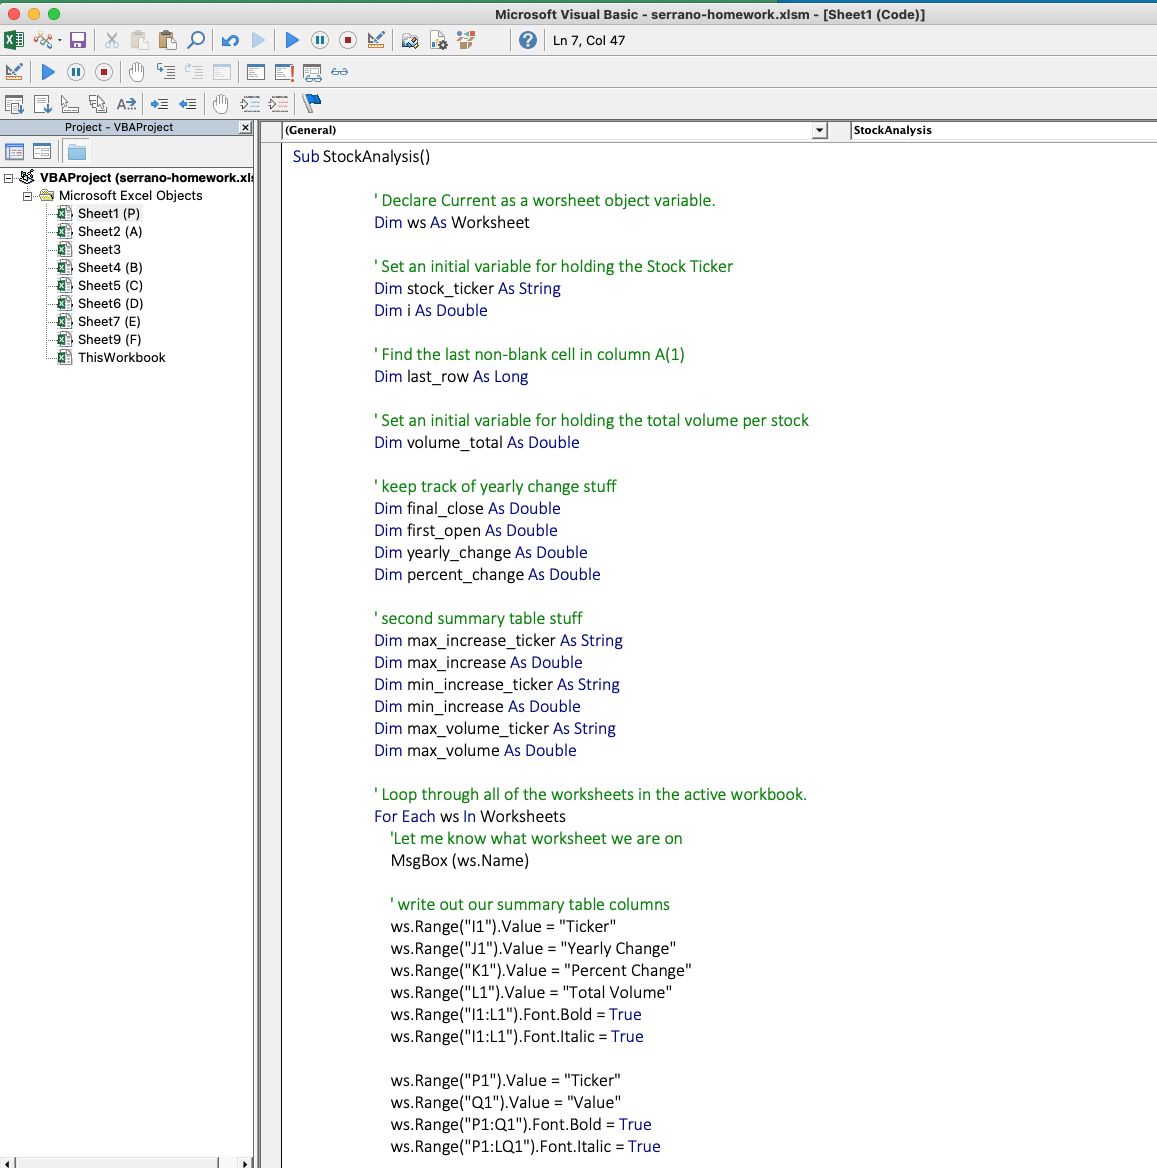 Microsoft Visual Basic - serrano-homework.xlsm - [Sheet1 (Code)]
Ln 7, Col 47
Project - VBAProject
(General)
StockAnalysis
VBAProject (serrano-homework.xls
Microsoft Excel Objects
Sheet1 (P)
Sheet2 (A)
Sheet3
Sheet4 (B)
Sheet5 (C)
Sheet6 (D)
Sheet7 (E)
Sheet9 (F)
ThisWorkbook
Sub StockAnalysis()
' Declare Current as a worsheet object variable.
Dim ws As Worksheet
' Set an initial variable for holding the Stock Ticker
Dim stock_ticker As String
Dim i As Double
' Find the last non-blank cell in column A(1)
Dim last_row As Long
' Set an initial variable for holding the total volume per stock
Dim volume_total As Double
' keep track of yearly change stuff
Dim final_close As Double
Dim first_open As Double
Dim yearly_change As Double
Dim percent_change As Double
' second summary table stuff
Dim max_increase_ticker As String
Dim max_increase As Double
Dim min_increase_ticker As String
Dim min_increase As Double
Dim max_volume_ticker As String
Dim max_volume As Double
' Loop through all of the worksheets in the active workbook.
For Each ws In Worksheets
'Let me know what worksheet we are on
MsgBox (ws.Name)
' write out our summary table columns
ws.Range("I1").Value = "Ticker"
ws.Range("J1").Value = "Yearly Change"
ws.Range("K1").Value = "Percent Change"
ws.Range("L1").Value = "Total Volume"
ws.Range("I1:L1").Font.Bold = True
ws.Range("I1:L1").Font.Italic = True
ws.Range("P1").Value = "Ticker"
ws.Range("Q1").Value = "Value"
ws.Range("P1:Q1").Font.Bold = True
ws.Range("P1:LQ1").Font.Italic = True